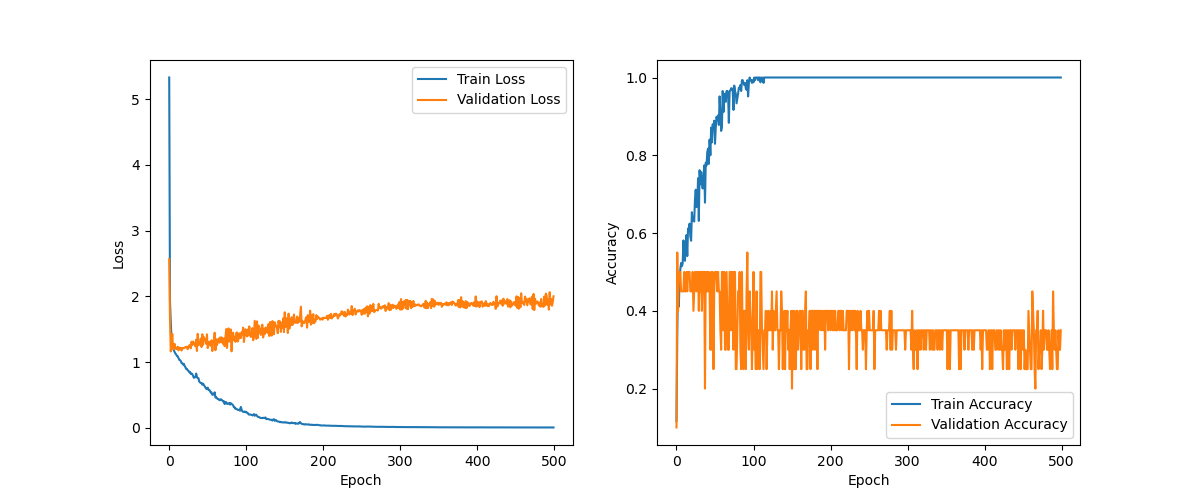 Train Loss
Validation Loss
5
4
3
2
1
0
Loss
0 100 200 300 400 500
Epoch
1.0
0.8
0.6
0.4
0.2
Accuracy
Train Accuracy
Validation Accuracy
0 100 200 300 400 500
Epoch